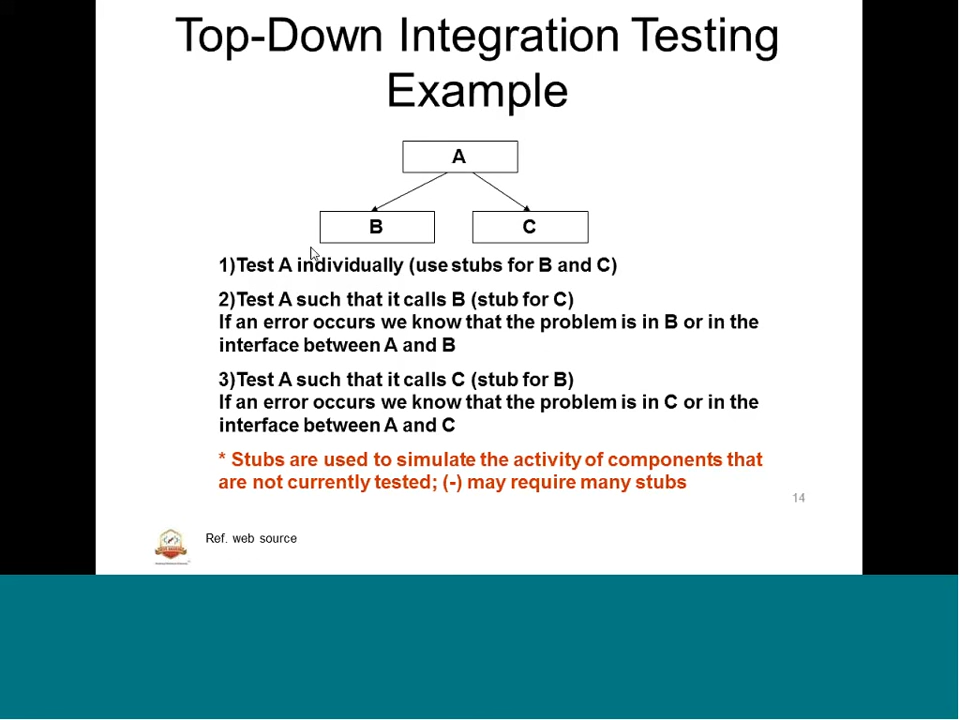 Top-Down Integration Testing
Example
A
B
C
1)Test A individually (use stubs for B and C)
2)Test A such that it calls B (stub for C)
If an error occurs we know that the problem is in B or in the
interface between A and B
3)Test A such that it calls C (stub for B)
If an error occurs we know that the problem is in C or in the
interface between A and C
* Stubs are used to simulate the activity of components that
are not currently tested; (-) may require many stubs
14
Ref. web source